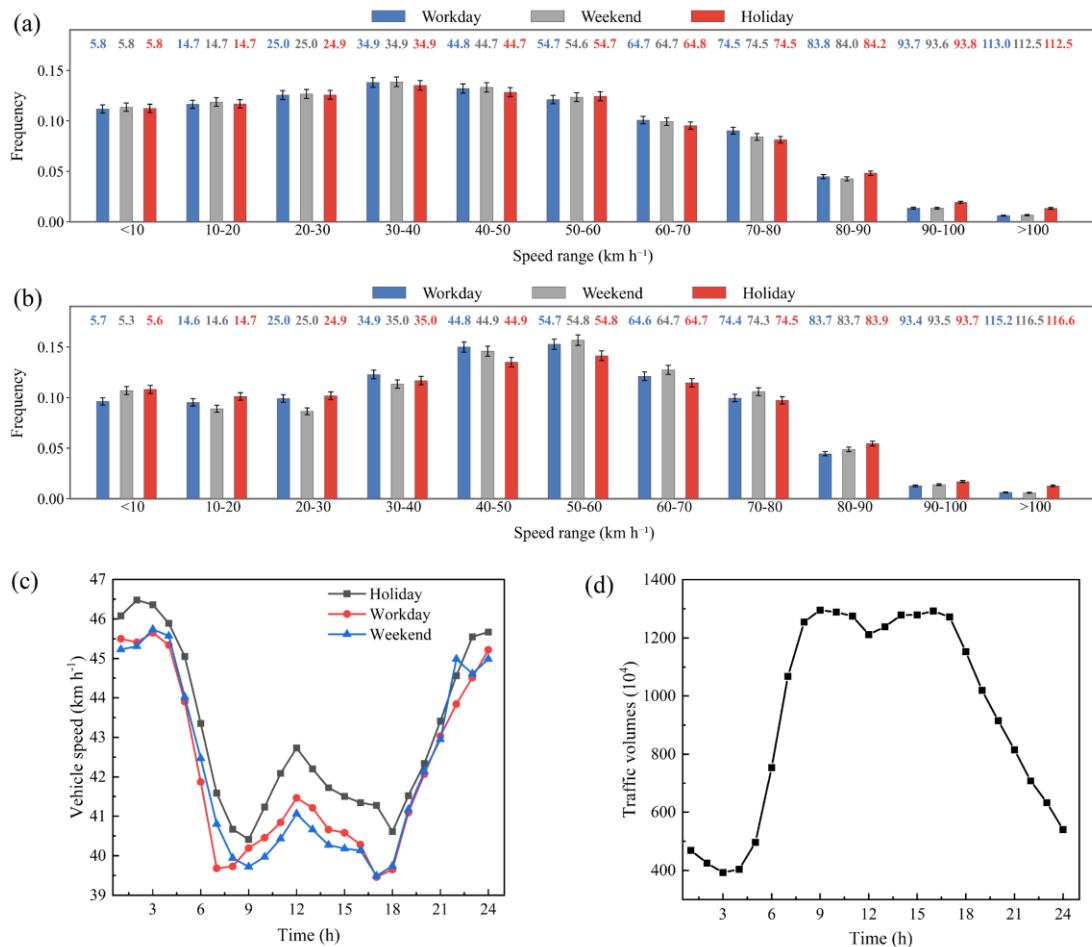 (a)
Workday Weekend Holiday
5.8 5.8 5.8 14.7 14.7 14.7 25.0 25.0 24.9 34.9 34.9 34.9 44.8 44.7 44.7 54.7 54.6 54.7 64.7 64.7 64.8 74.5 74.5 74.5 83.8 84.0 84.2 93.7 93.6 93.8 113.0 112.5 112.5
0.15
0.10
0.05
0.00
Frequency
<10 10-20 20-30 30-40 40-50 50-60 60-70 70-80 80-90 90-100 >100
Speed range (km h⁻¹)
(b)
Workday Weekend Holiday
5.7 5.3 5.6 14.6 14.6 14.7 25.0 25.0 24.9 34.9 35.0 35.0 44.8 44.9 44.9 54.7 54.8 54.8 64.6 64.7 64.7 74.4 74.3 74.5 83.7 83.7 83.9 93.4 93.5 93.7 115.2 116.5 116.6
0.15
0.10
0.05
0.00
Frequency
<10 10-20 20-30 30-40 40-50 50-60 60-70 70-80 80-90 90-100 >100
Speed range (km h⁻¹)
(c)
47
46
45
44
43
42
41
40
39
Vehicle speed (km h⁻¹)
Holiday
Workday
Weekend
3 6 9 12 15 18 21 24
Time (h)
(d)
1400
1200
1000
800
600
400
Traffic volumes (10⁴)
3 6 9 12 15 18 21 24
Time (h)